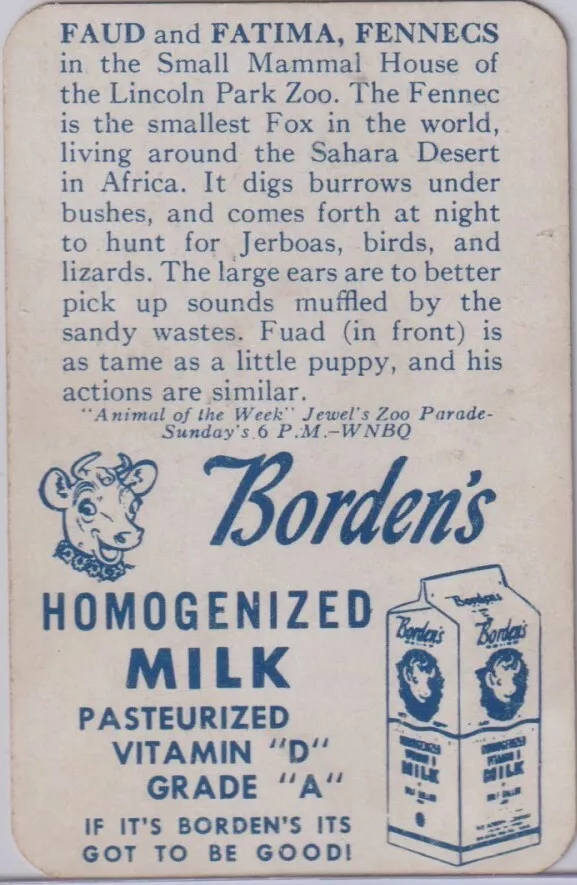 FAUD and FATIMA, FENNECS
in the Small Mammal House of
the Lincoln Park Zoo. The Fennec
is the smallest Fox in the world,
living around the Sahara Desert
in Africa. It digs burrows under
bushes, and comes forth at night
to hunt for Jerboas, birds, and
lizards. The large ears are to better
pick up sounds muffled by the
sandy wastes. Fuad (in front) is
as tame as a little puppy, and his
actions are similar.
"Animal of the Week" Jewel's Zoo Parade-
Sunday's 6 P.M.-WNBQ
Borden's
HOMOGENIZED
MILK
PASTEURIZED
VITAMIN "D"
GRADE "A"
IF IT'S BORDEN'S ITS
GOT TO BE GOOD!
Borden's
Borden's
Borden's
MILK
MILK